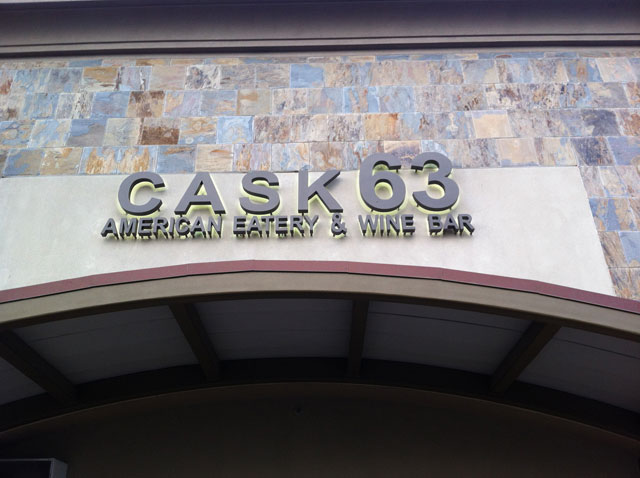 CASK 63
AMERICAN EATERY & WINE BAR